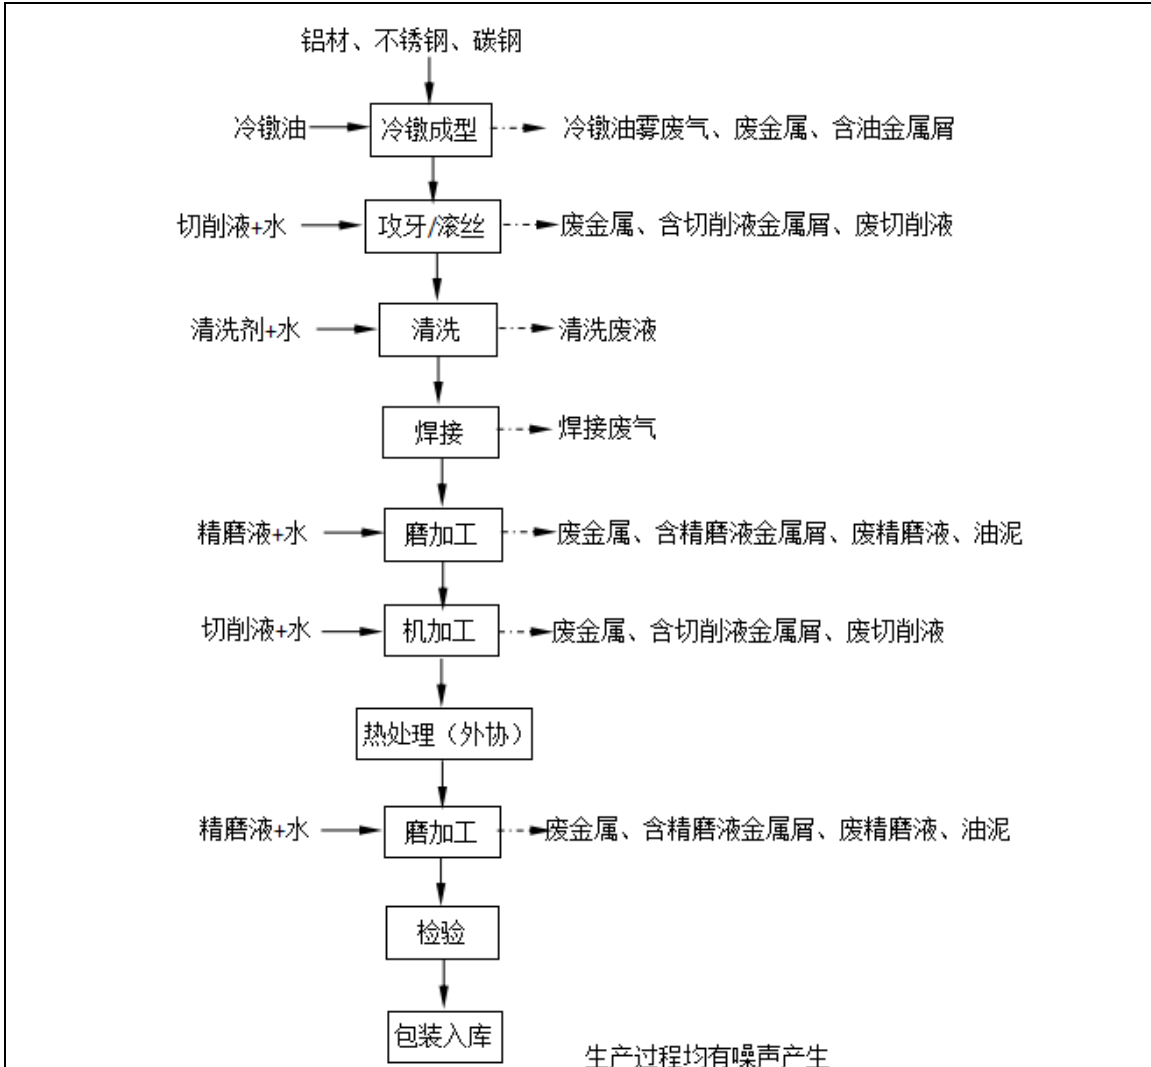 铝材、不锈钢、碳钢
冷镦油 冷镦成型 冷镦油雾废气、废金属、含油金属屑
切削液+水 攻牙/滚丝 废金属、含切削液金属屑、废切削液
清洗剂+水 清洗 清洗废液
焊接 焊接废气
精磨液+水 磨加工 废金属、含精磨液金属屑、废精磨液、油泥
切削液+水 机加工 废金属、含切削液金属屑、废切削液
热处理（外协）
精磨液+水 磨加工 废金属、含精磨液金属屑、废精磨液、油泥
检验
包装入库
生产过程均有噪声产生